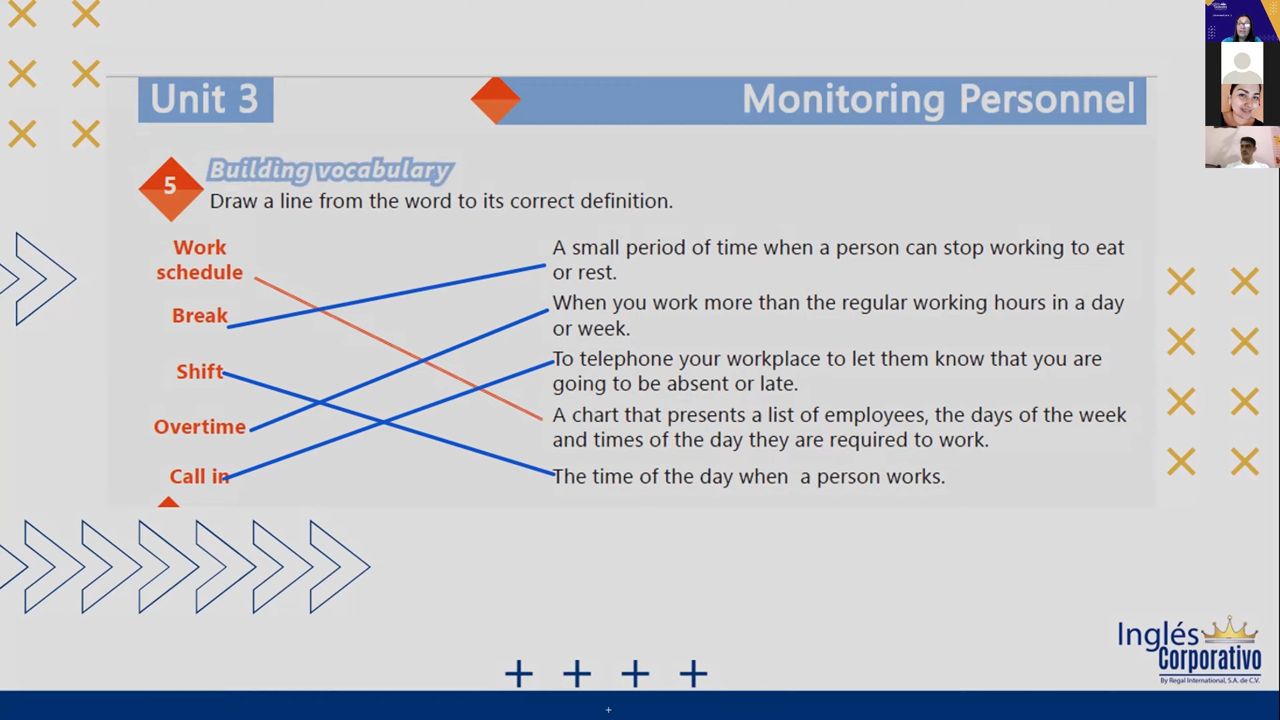 Unit 3
Monitoring Personnel
5
Building vocabulary
Draw a line from the word to its correct definition.
Work
schedule
Break
Shift
Overtime
Call in
A small period of time when a person can stop working to eat
or rest.
When you work more than the regular working hours in a day
or week.
To telephone your workplace to let them know that you are
going to be absent or late.
A chart that presents a list of employees, the days of the week
and times of the day they are required to work.
The time of the day when a person works.
Inglés
Corporativo
By Regal International, S.A. de C.V.